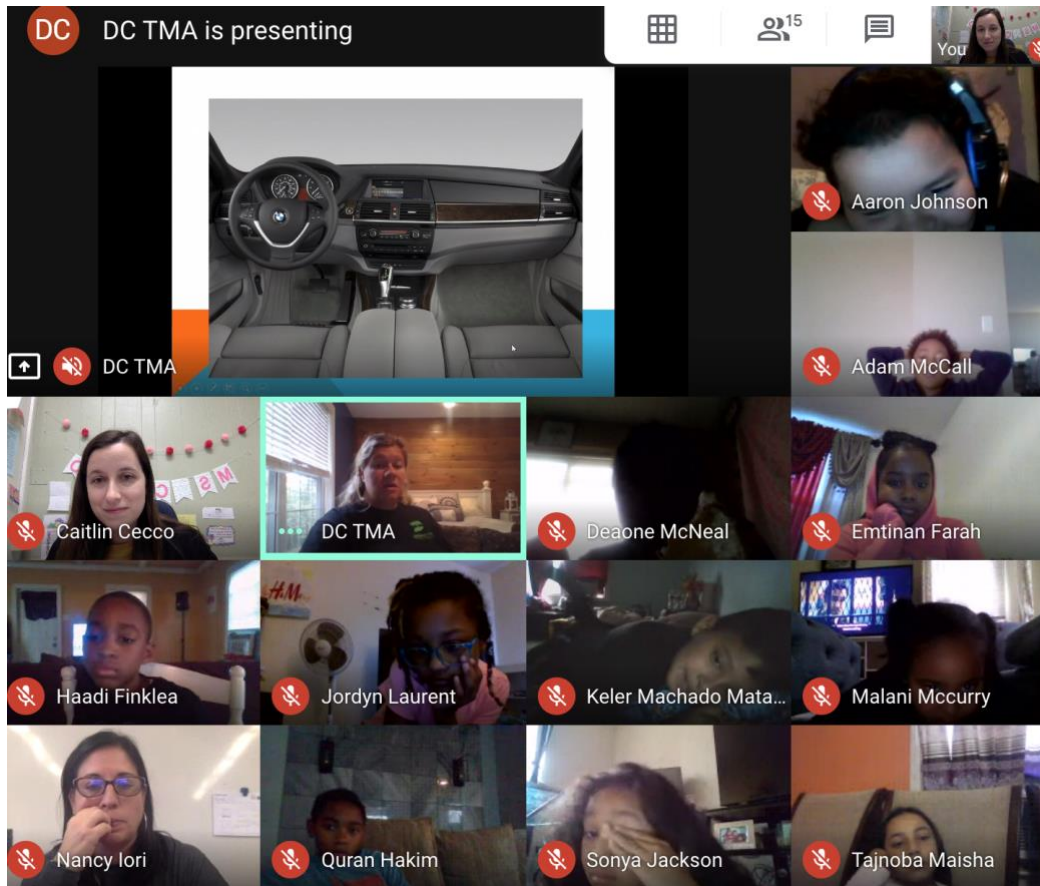 DC
DC TMA is presenting
15
You
DC TMA
Aaron Johnson
Adam McCall
Caitlin Cecco
DC TMA
Deaone McNeal
Emtinan Farah
Haadi Finklea
Jordyn Laurent
H&M
Keler Machado Mata...
Malani Mccurry
Nancy Iori
Quran Hakim
Sonya Jackson
Tajnoba Maisha